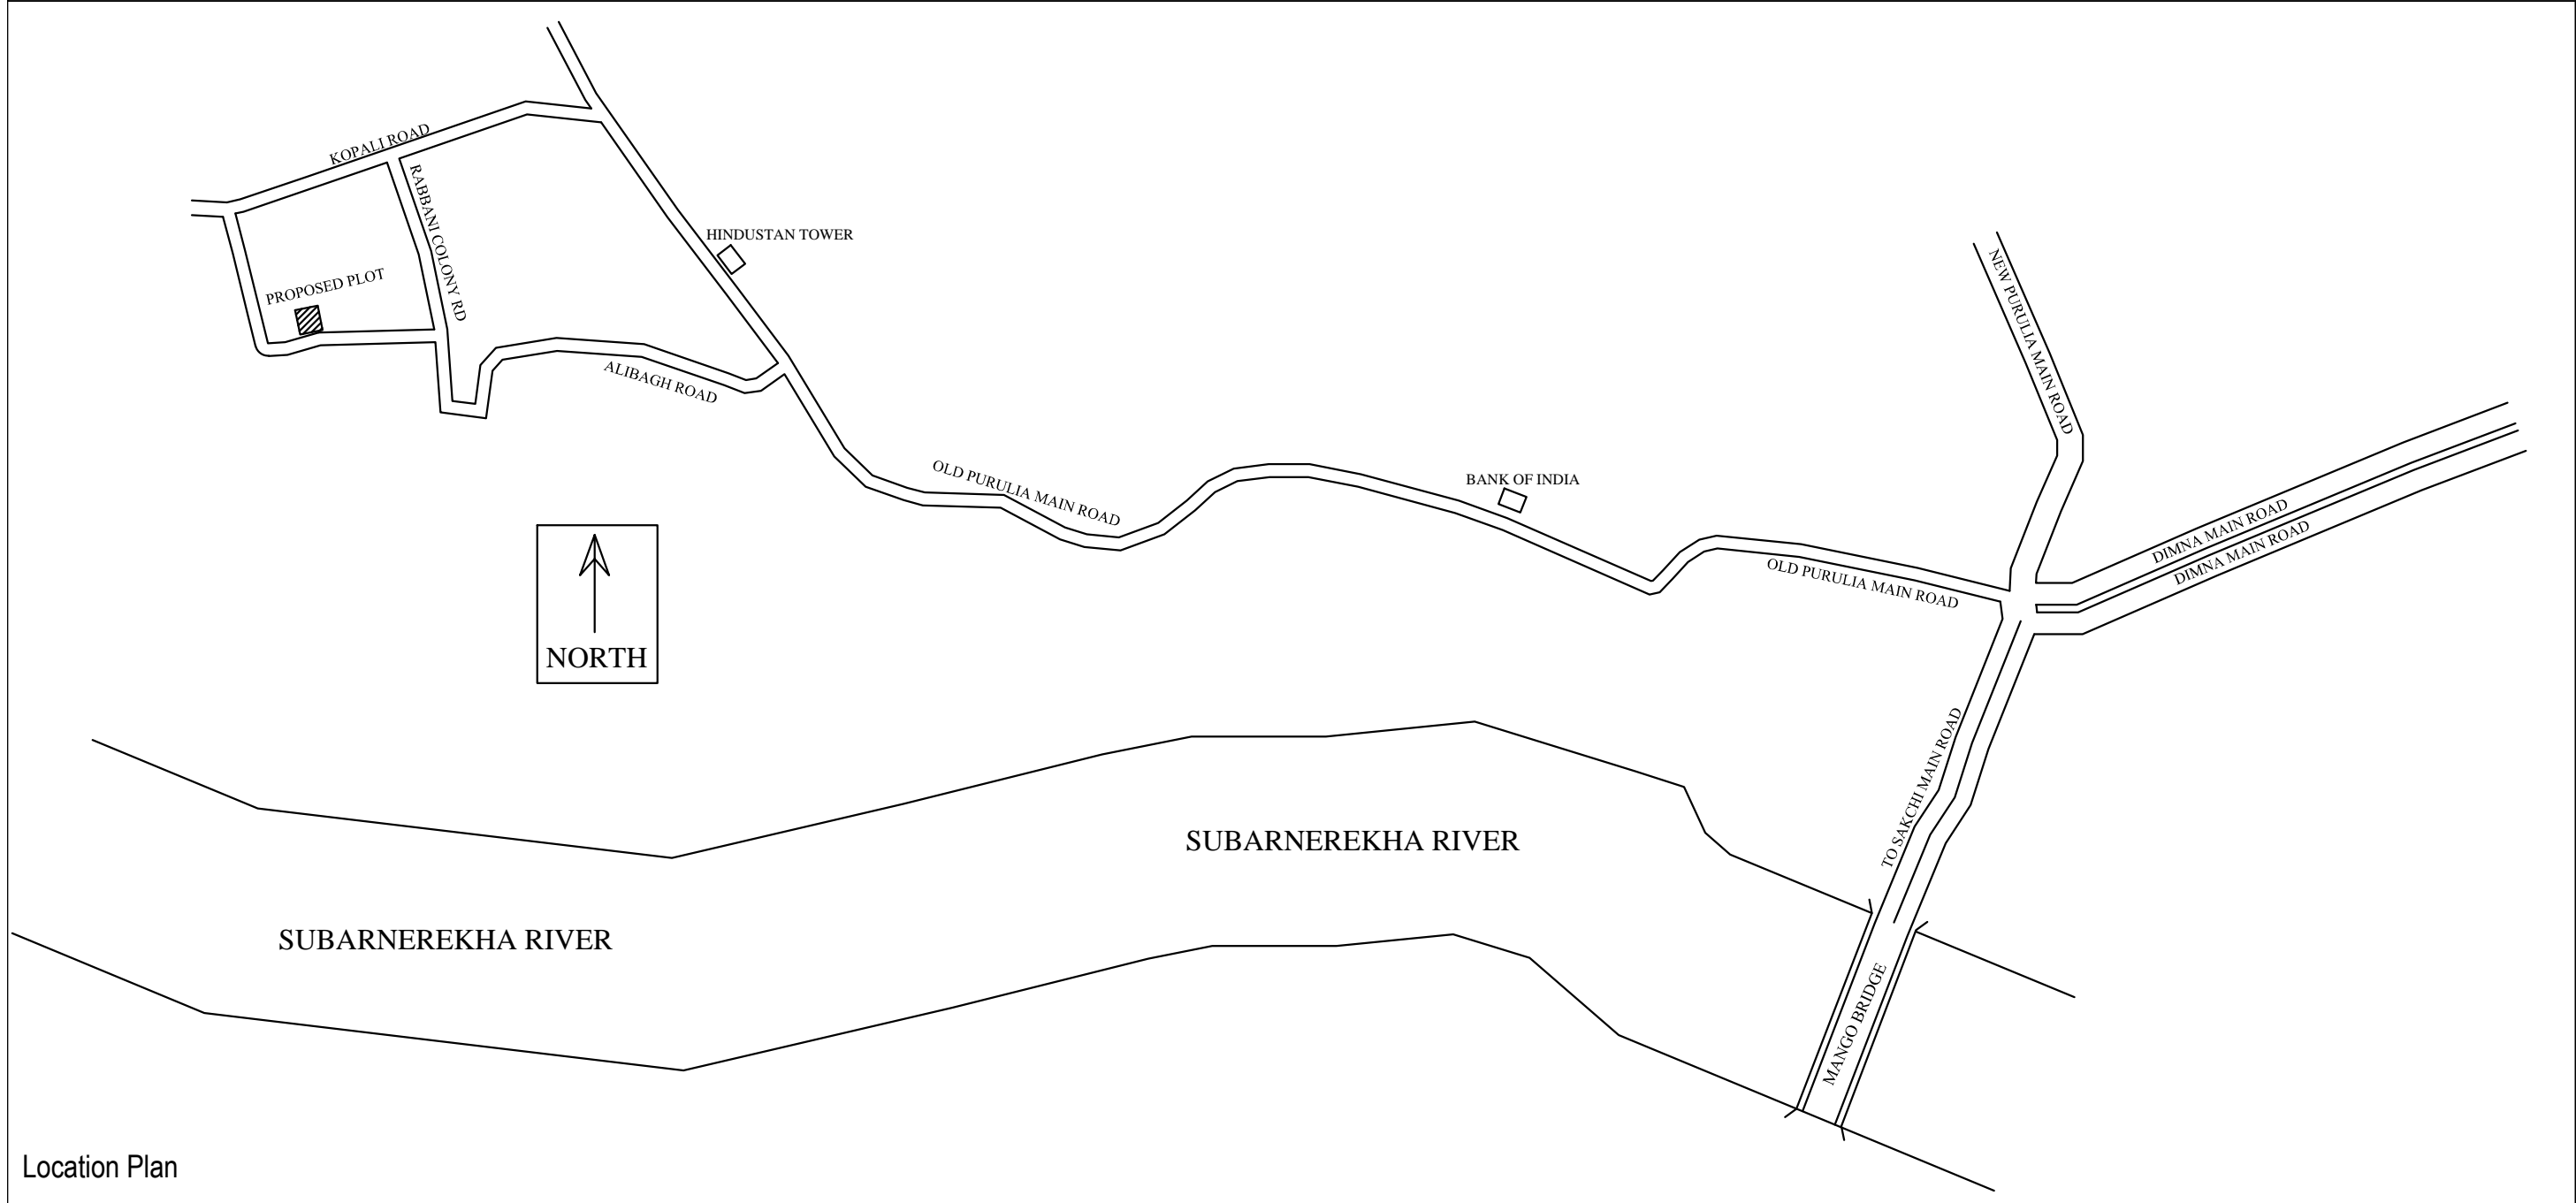 KOPALI ROAD
RABBANI COLONY RD
HINDUSTAN TOWER
PROPOSED PLOT
ALIBAGH ROAD
NEW PURULIA MAIN ROAD
OLD PURULIA MAIN ROAD
BANK OF INDIA
DIMNA MAIN ROAD
DIMNA MAIN ROAD
OLD PURULIA MAIN ROAD
NORTH
TO SAKCHI MAIN ROAD
SUBARNEREKHA RIVER
SUBARNEREKHA RIVER
MANGO BRIDGE
Location Plan